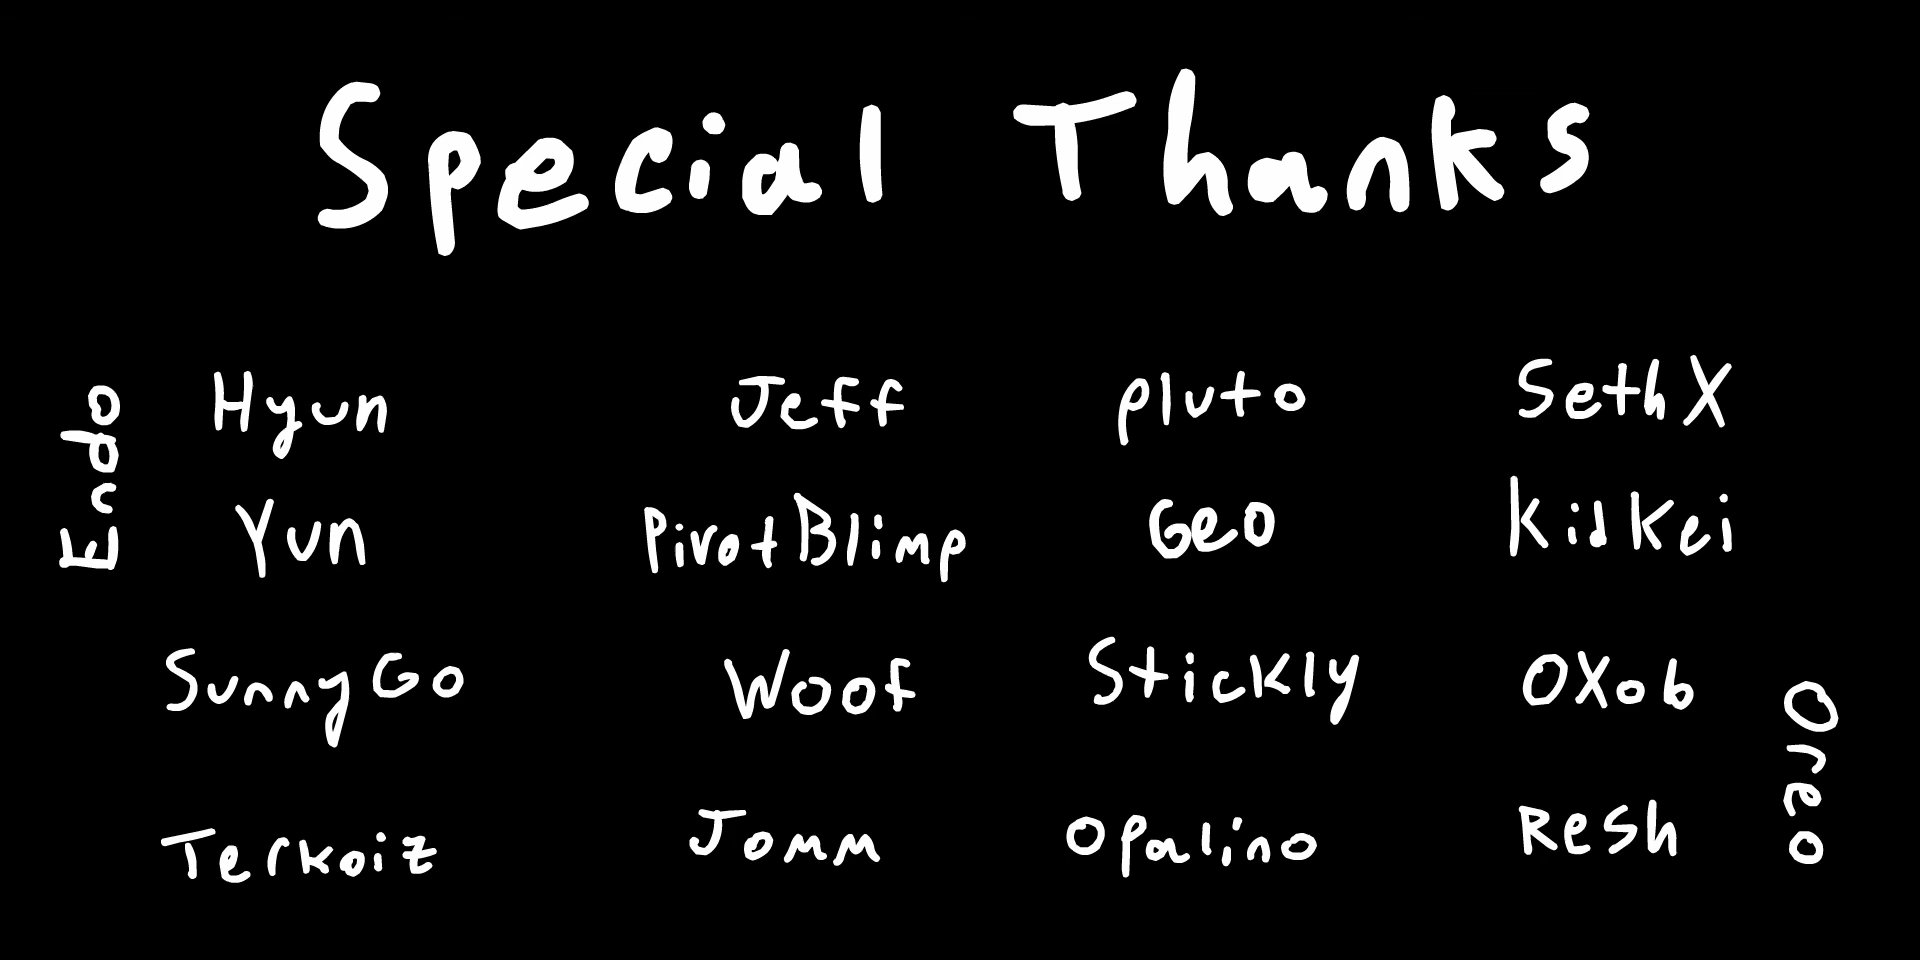 Special Thanks
Endo
Hyun Jeff pluto SethX
Yun PivotBlimp Geo KidKei
SunnyGo Woof Stickly OXob
Terkoiz Jomm Opalino Resh
Oreo